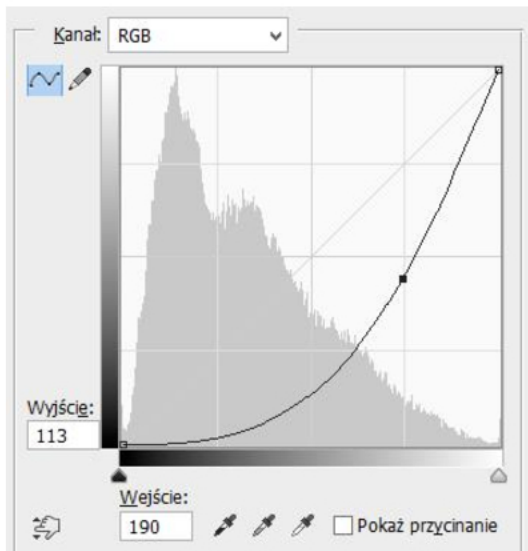 Kanał: RGB
Wyjście:
113
Wejście:
190
Pokaż przycinanie